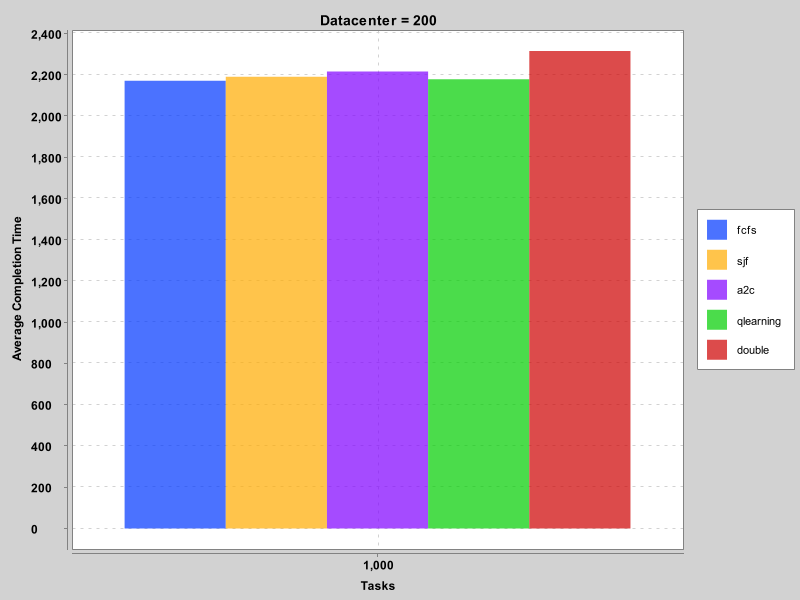 Datacenter = 200
2,400
2,200
2,000
1,800
1,600
1,400
1,200
1,000
800
600
400
200
0
Average Completion Time
1,000
Tasks
fcfs
sjf
a2c
qlearning
double